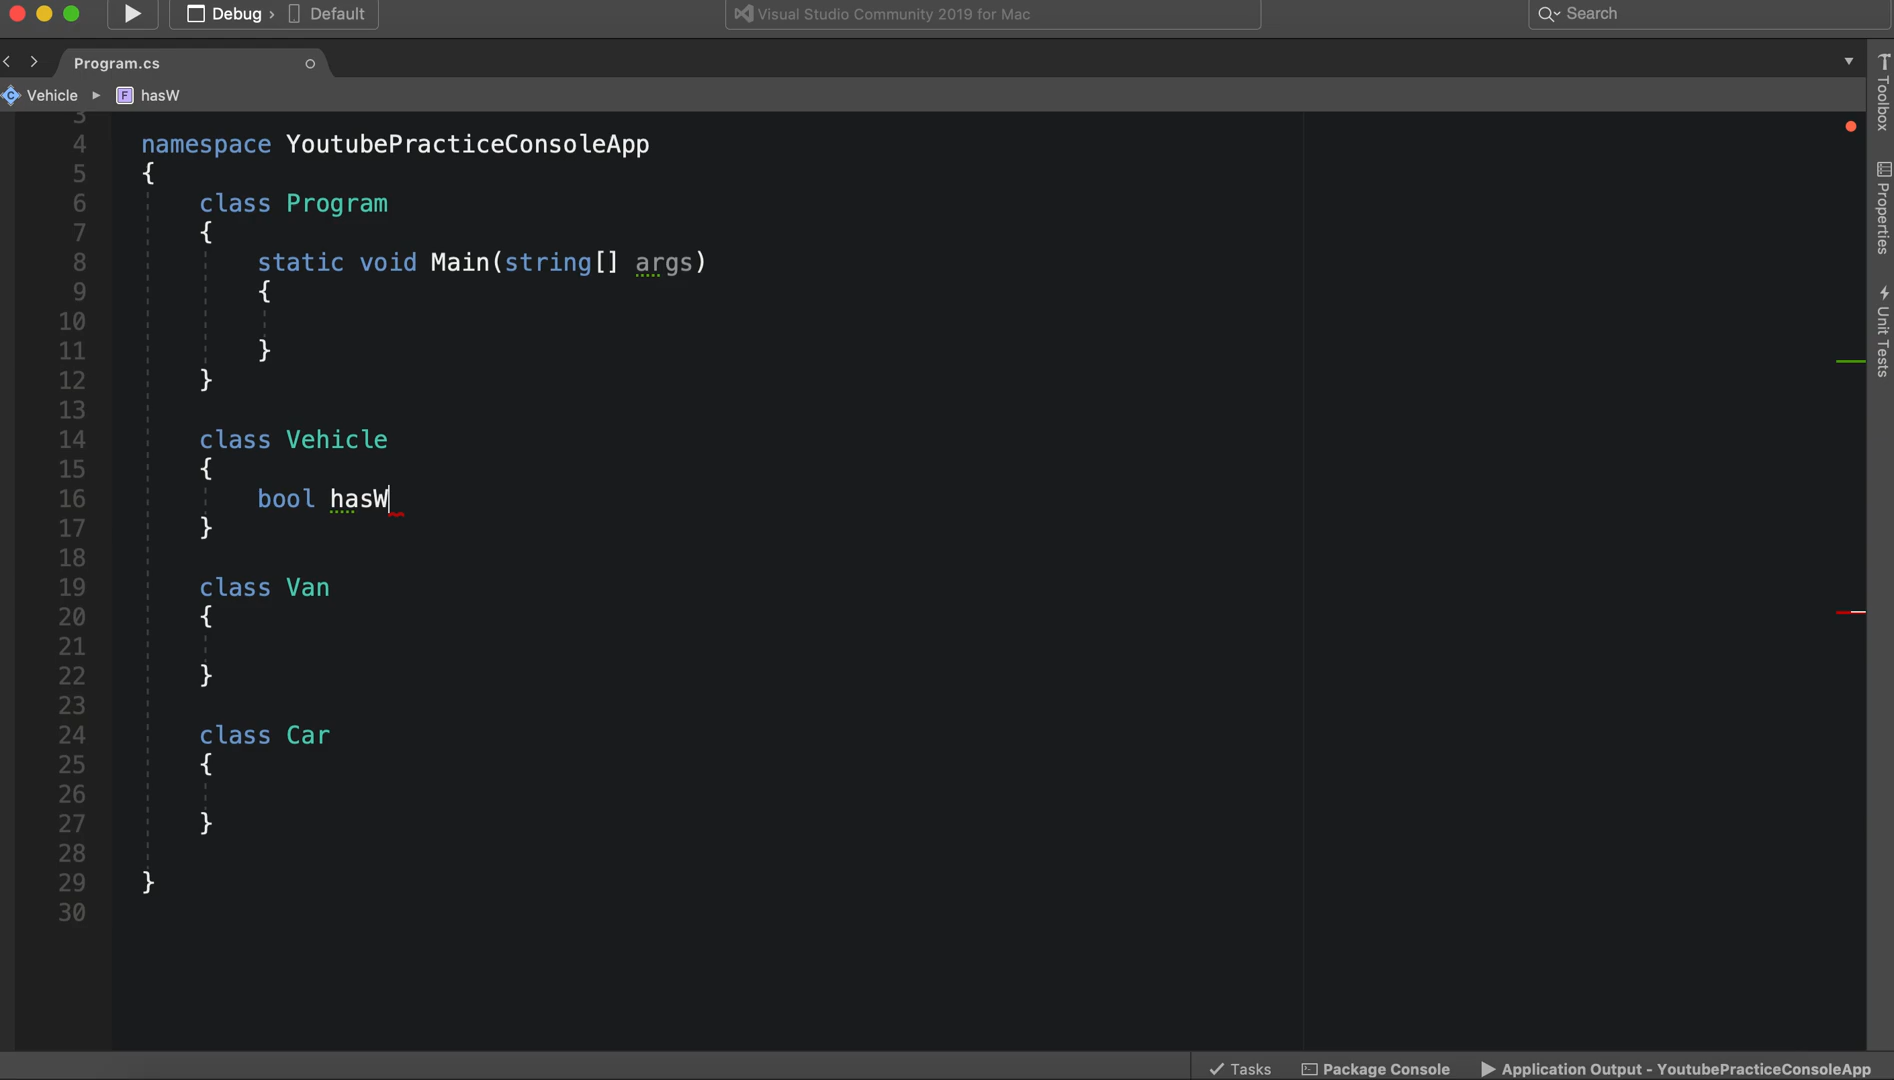 Debug › Default
Visual Studio Community 2019 for Mac
Search
Program.cs
Vehicle ▸ F hasW
3
4 namespace YoutubePracticeConsoleApp
5 {
6 class Program
7 {
8 static void Main(string[] args)
9 {
10
11 }
12 }
13
14 class Vehicle
15 {
16 bool hasW
17 }
18
19 class Van
20 {
21
22 }
23
24 class Car
25 {
26
27 }
28
29 }
30
Toolbox
Properties
Unit Tests
Tasks
Package Console
Application Output - YoutubePracticeConsoleApp